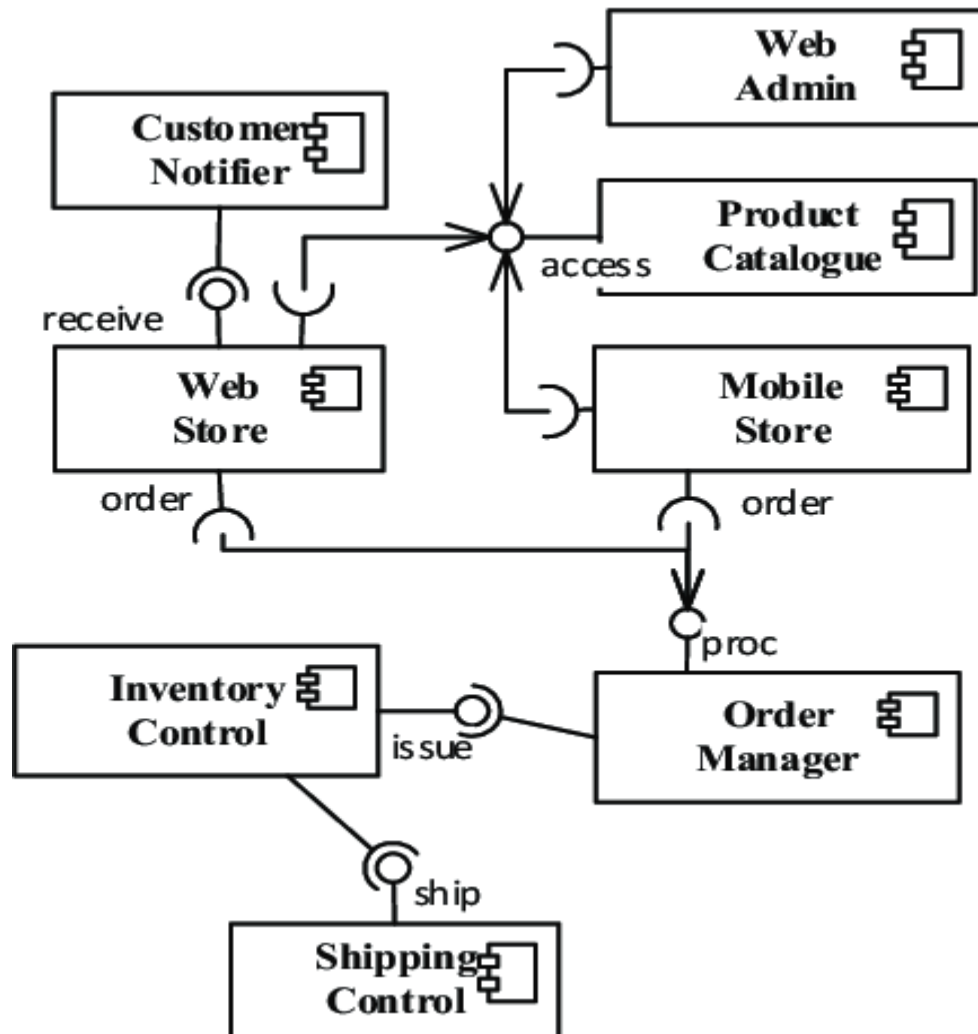 Web
Admin
Customer
Notifier
Product
Catalogue
access
receive
Web
Store
Mobile
Store
order
order
proc
Inventory
Control
issue
Order
Manager
ship
Shipping
Control